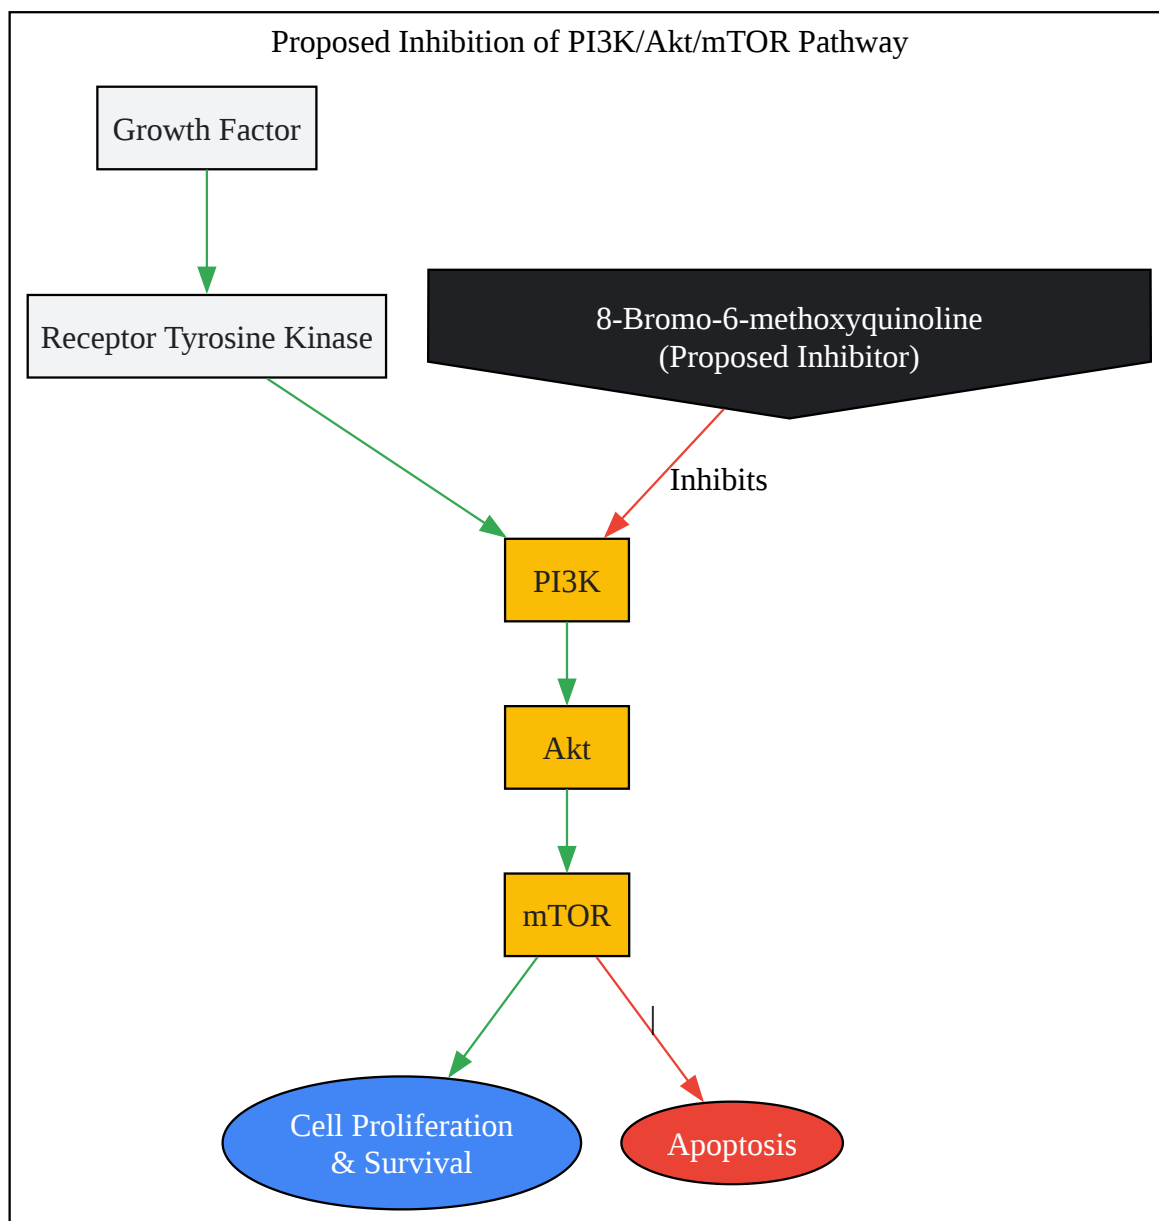 Proposed Inhibition of PI3K/Akt/mTOR Pathway
Growth Factor
Receptor Tyrosine Kinase
8-Bromo-6-methoxyquinoline
(Proposed Inhibitor)
Inhibits
PI3K
Akt
mTOR
|
Cell Proliferation
& Survival
Apoptosis